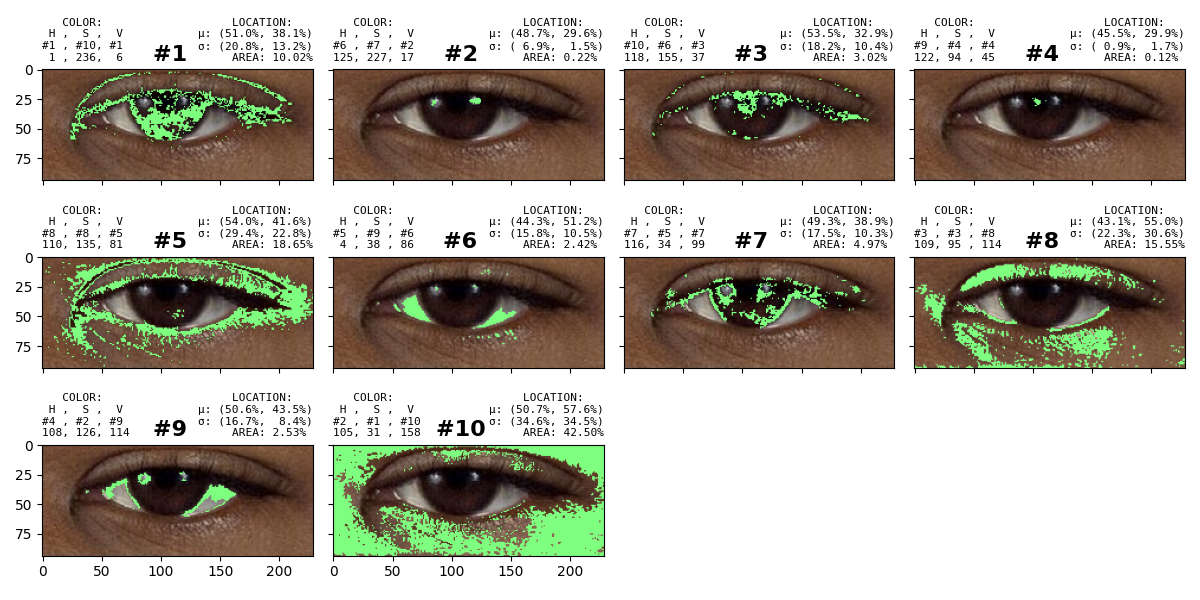 COLOR: LOCATION:
H , S , V μ: (51.0%, 38.1%)
#1 , #10, #1 #1 σ: (20.8%, 13.2%)
1 , 236, 6 AREA: 10.02%
COLOR: LOCATION:
H , S , V μ: (48.7%, 29.6%)
#6 , #7 , #2 #2 σ: ( 6.9%, 1.5%)
125, 227, 17 AREA: 0.22%
COLOR: LOCATION:
H , S , V μ: (53.5%, 32.9%)
#10, #6 , #3 #3 σ: (18.2%, 10.4%)
118, 155, 37 AREA: 3.02%
COLOR: LOCATION:
H , S , V μ: (45.5%, 29.9%)
#9 , #4 , #4 #4 σ: ( 0.9%, 1.7%)
122, 94 , 45 AREA: 0.12%
0
25
50
75
COLOR: LOCATION:
H , S , V μ: (54.0%, 41.6%)
#8 , #8 , #5 #5 σ: (29.4%, 22.8%)
110, 135, 81 AREA: 18.65%
COLOR: LOCATION:
H , S , V μ: (44.3%, 51.2%)
#5 , #9 , #6 #6 σ: (15.8%, 10.5%)
4 , 38 , 86 AREA: 2.42%
COLOR: LOCATION:
H , S , V μ: (49.3%, 38.9%)
#7 , #5 , #7 #7 σ: (17.5%, 10.3%)
116, 34 , 99 AREA: 4.97%
COLOR: LOCATION:
H , S , V μ: (43.1%, 55.0%)
#3 , #3 , #8 #8 σ: (22.3%, 30.6%)
109, 95 , 114 AREA: 15.55%
0
25
50
75
COLOR: LOCATION:
H , S , V μ: (50.6%, 43.5%)
#4 , #2 , #9 #9 σ: (16.7%, 8.4%)
108, 126, 114 AREA: 2.53%
COLOR: LOCATION:
H , S , V μ: (50.7%, 57.6%)
#2 , #1 , #10 #10 σ: (34.6%, 34.5%)
105, 31 , 158 AREA: 42.50%
0
25
50
75
0 50 100 150 200
0 50 100 150 200